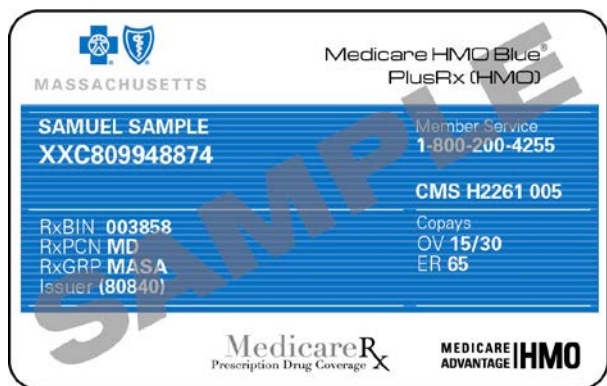 MASSACHUSETTS
Medicare HMO Blue®
PlusRx (HMO)
SAMUEL SAMPLE
XXC809948874
Member Service
1-800-200-4255
CMS H2261 005
RxBIN 003858
RxPCN MD
RxGRP MASA
Issuer (80840)
Copays
OV 15/30
ER 65
SAMPLE
MedicareRx
Prescription Drug Coverage
MEDICARE
ADVANTAGE HMO